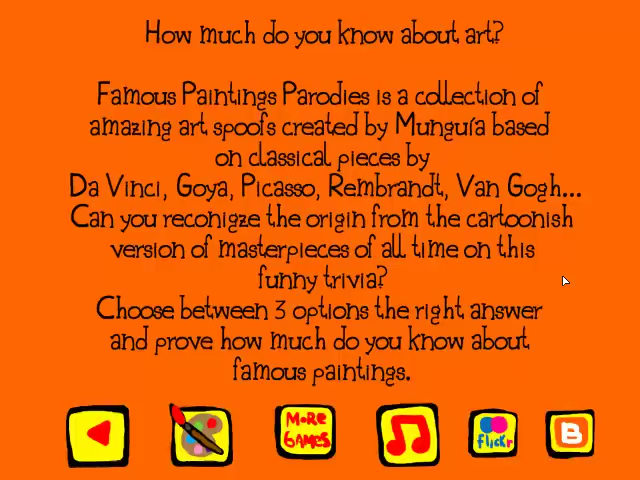 How much do you know about art?
Famous Paintings Parodies is a collection of
amazing art spoofs created by Munguía based
on classical pieces by
Da Vinci, Goya, Picasso, Rembrandt, Van Gogh...
Can you reconigze the origin from the cartoonish
version of masterpieces of all time on this
funny trivia?
Choose between 3 options the right answer
and prove how much do you know about
famous paintings.
MORE
GAMES
flickr